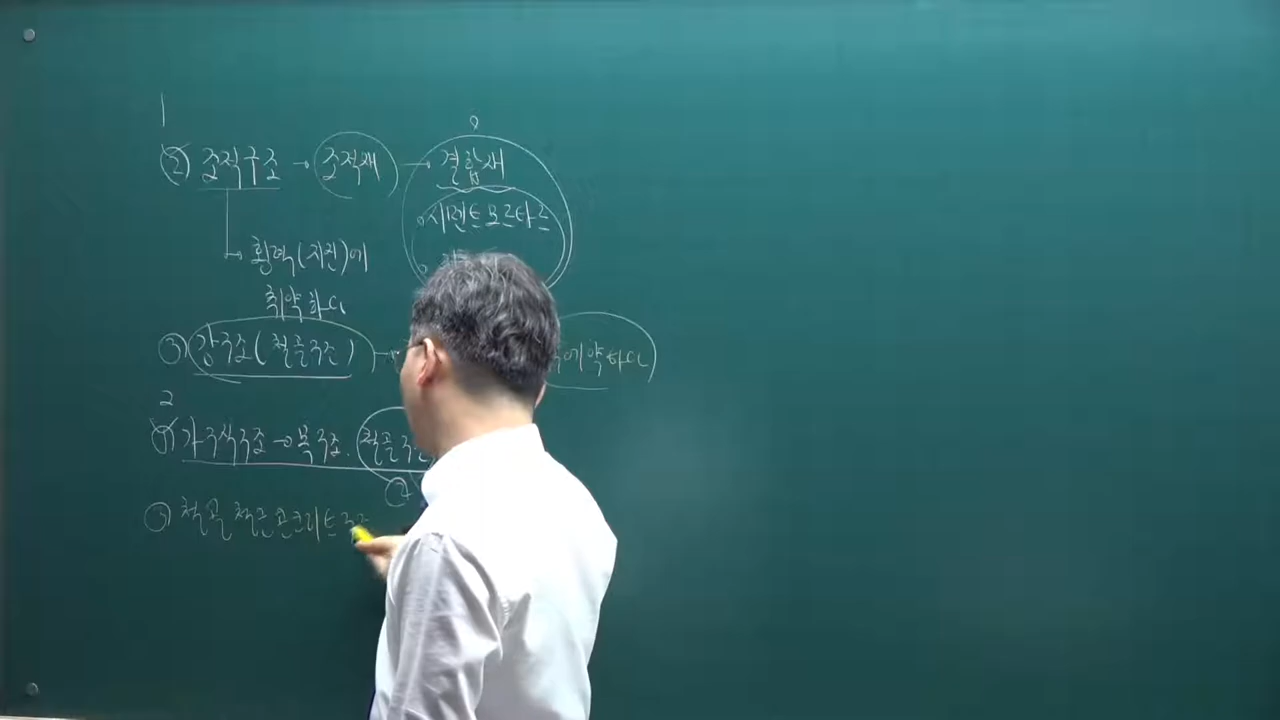 1
② 조적구조 → 조적재 → 결합재
시멘트모르타르
횡력(지진)에
취약하다
③ 강구조(철골구조) →
에 약하다
2
① 가구식구조 → 목구조. 철골구조
②
③ 철골 철근콘크리트구조